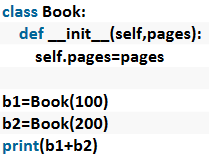 class Book:
    def __init__(self,pages):
        self.pages=pages

b1=Book(100)
b2=Book(200)
print(b1+b2)